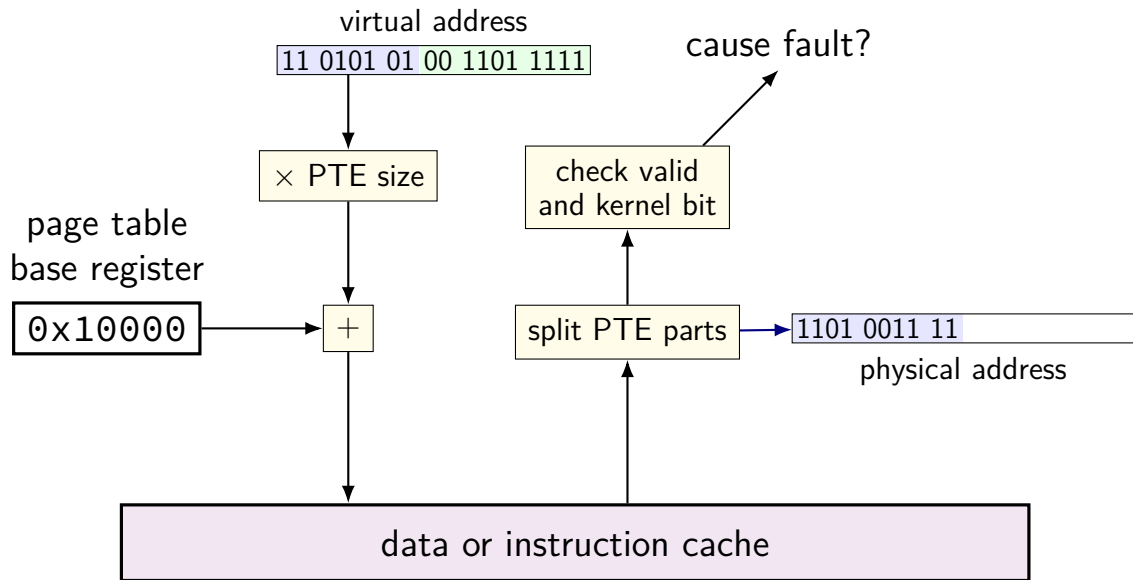 virtual address
11 0101 01 00 1101 1111
cause fault?
× PTE size
check valid
and kernel bit
page table
base register
0x10000
+
split PTE parts
1101 0011 11
physical address
data or instruction cache